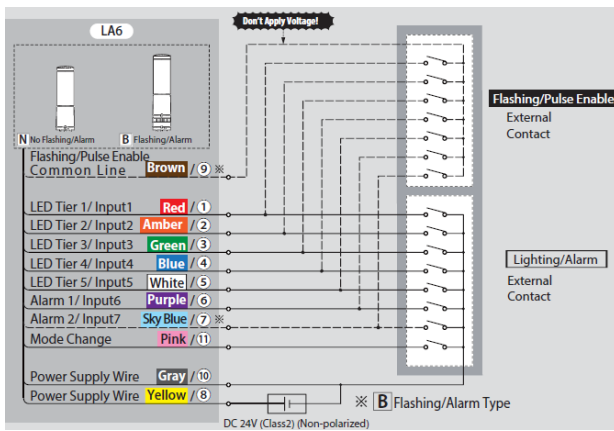 Don't Apply Voltage!
LA6
N No Flashing/Alarm B Flashing/Alarm
Flashing/Pulse Enable
Common Line Brown / ⑨ ※
LED Tier 1/ Input1 Red / ①
LED Tier 2/ Input2 Amber / ②
LED Tier 3/ Input3 Green / ③
LED Tier 4/ Input4 Blue / ④
LED Tier 5/ Input5 White / ⑤
Alarm 1/ Input6 Purple / ⑥
Alarm 2/ Input7 Sky Blue / ⑦ ※
Mode Change Pink / ⑪
Power Supply Wire Gray / ⑩
Power Supply Wire Yellow / ⑧
DC 24V (Class2) (Non-polarized)
Flashing/Pulse Enable
External
Contact
Lighting/Alarm
External
Contact
※ B Flashing/Alarm Type